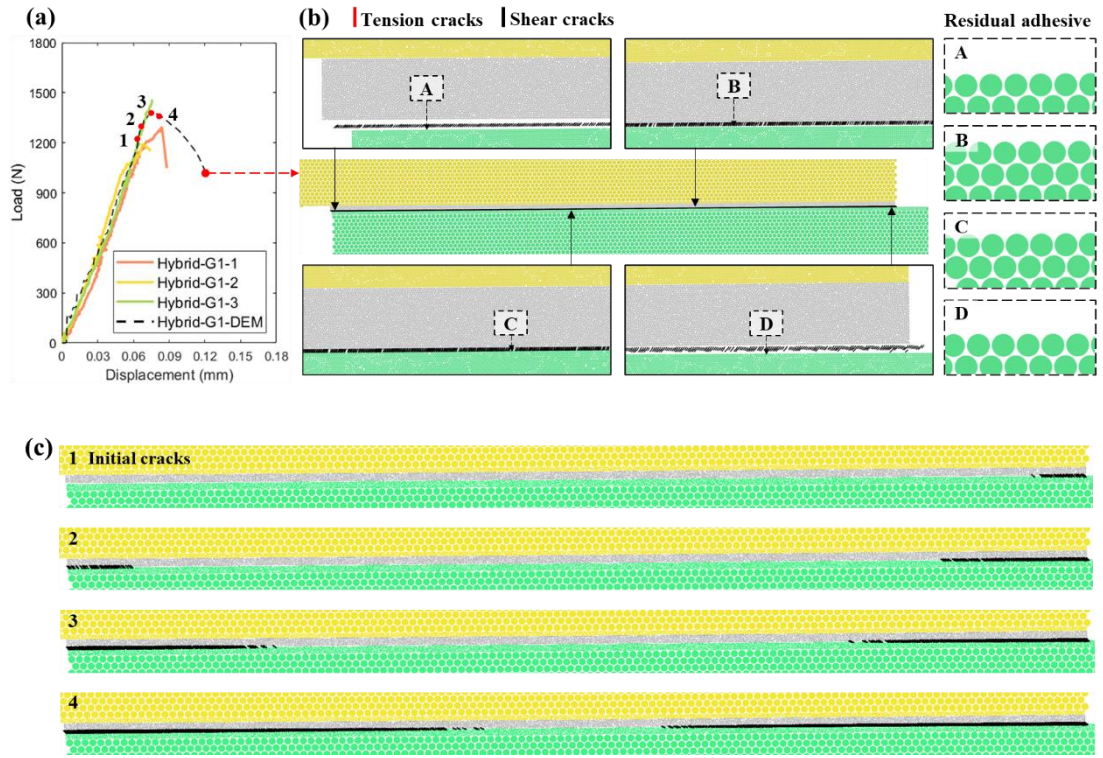 (a)
1800
1500
1200
900
600
300
0
Load (N)
1
2
3
4
Hybrid-G1-1
Hybrid-G1-2
Hybrid-G1-3
Hybrid-G1-DEM
0 0.03 0.06 0.09 0.12 0.15 0.18
Displacement (mm)
(b)
Tension cracks Shear cracks
A
B
C
D
Residual adhesive
A
B
C
D
(c)
1 Initial cracks
2
3
4